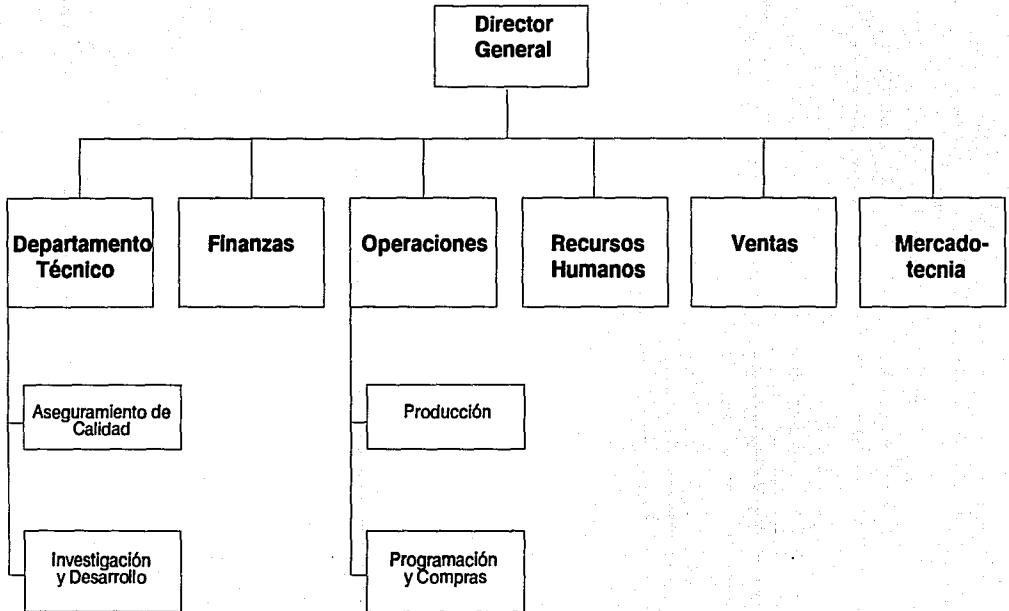 Director
General
Departamento
Técnico
Finanzas
Operaciones
Recursos
Humanos
Ventas
Mercado-
tecnia
Aseguramiento de
Calidad
Producción
Investigación
y Desarrollo
Programación
y Compras